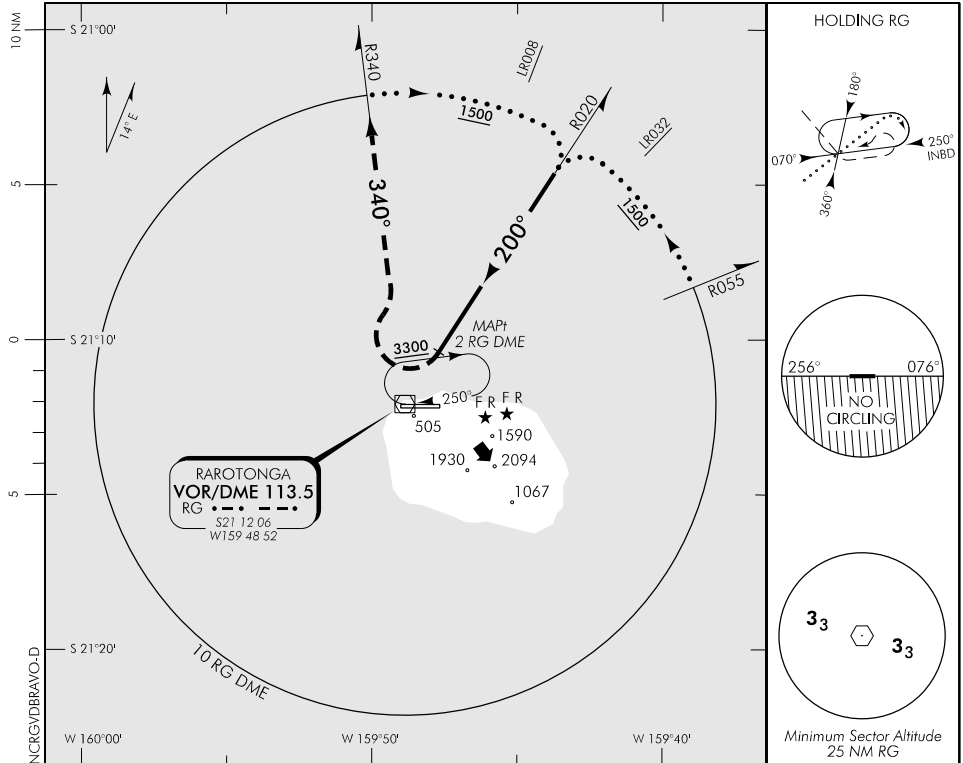 10 NM
5
0
5
NCRGVDBRAVO-D
S 21°00'
14° E
R340
LR008
1500
R020
LR032
1500
R055
340°
200°
S 21°10'
MAPt
2 RG DME
3300
250°
F R
F R
505
1590
1930
2094
1067
RAROTONGA
VOR/DME 113.5
RG
S21 12 06
W159 48 52
S 21°20'
10 RG DME
W 160°00'
W 159°50'
W 159°40'
HOLDING RG
180°
070°
250°
INBD
360°
256°
076°
NO
CIRCLING
33
33
Minimum Sector Altitude
25 NM RG